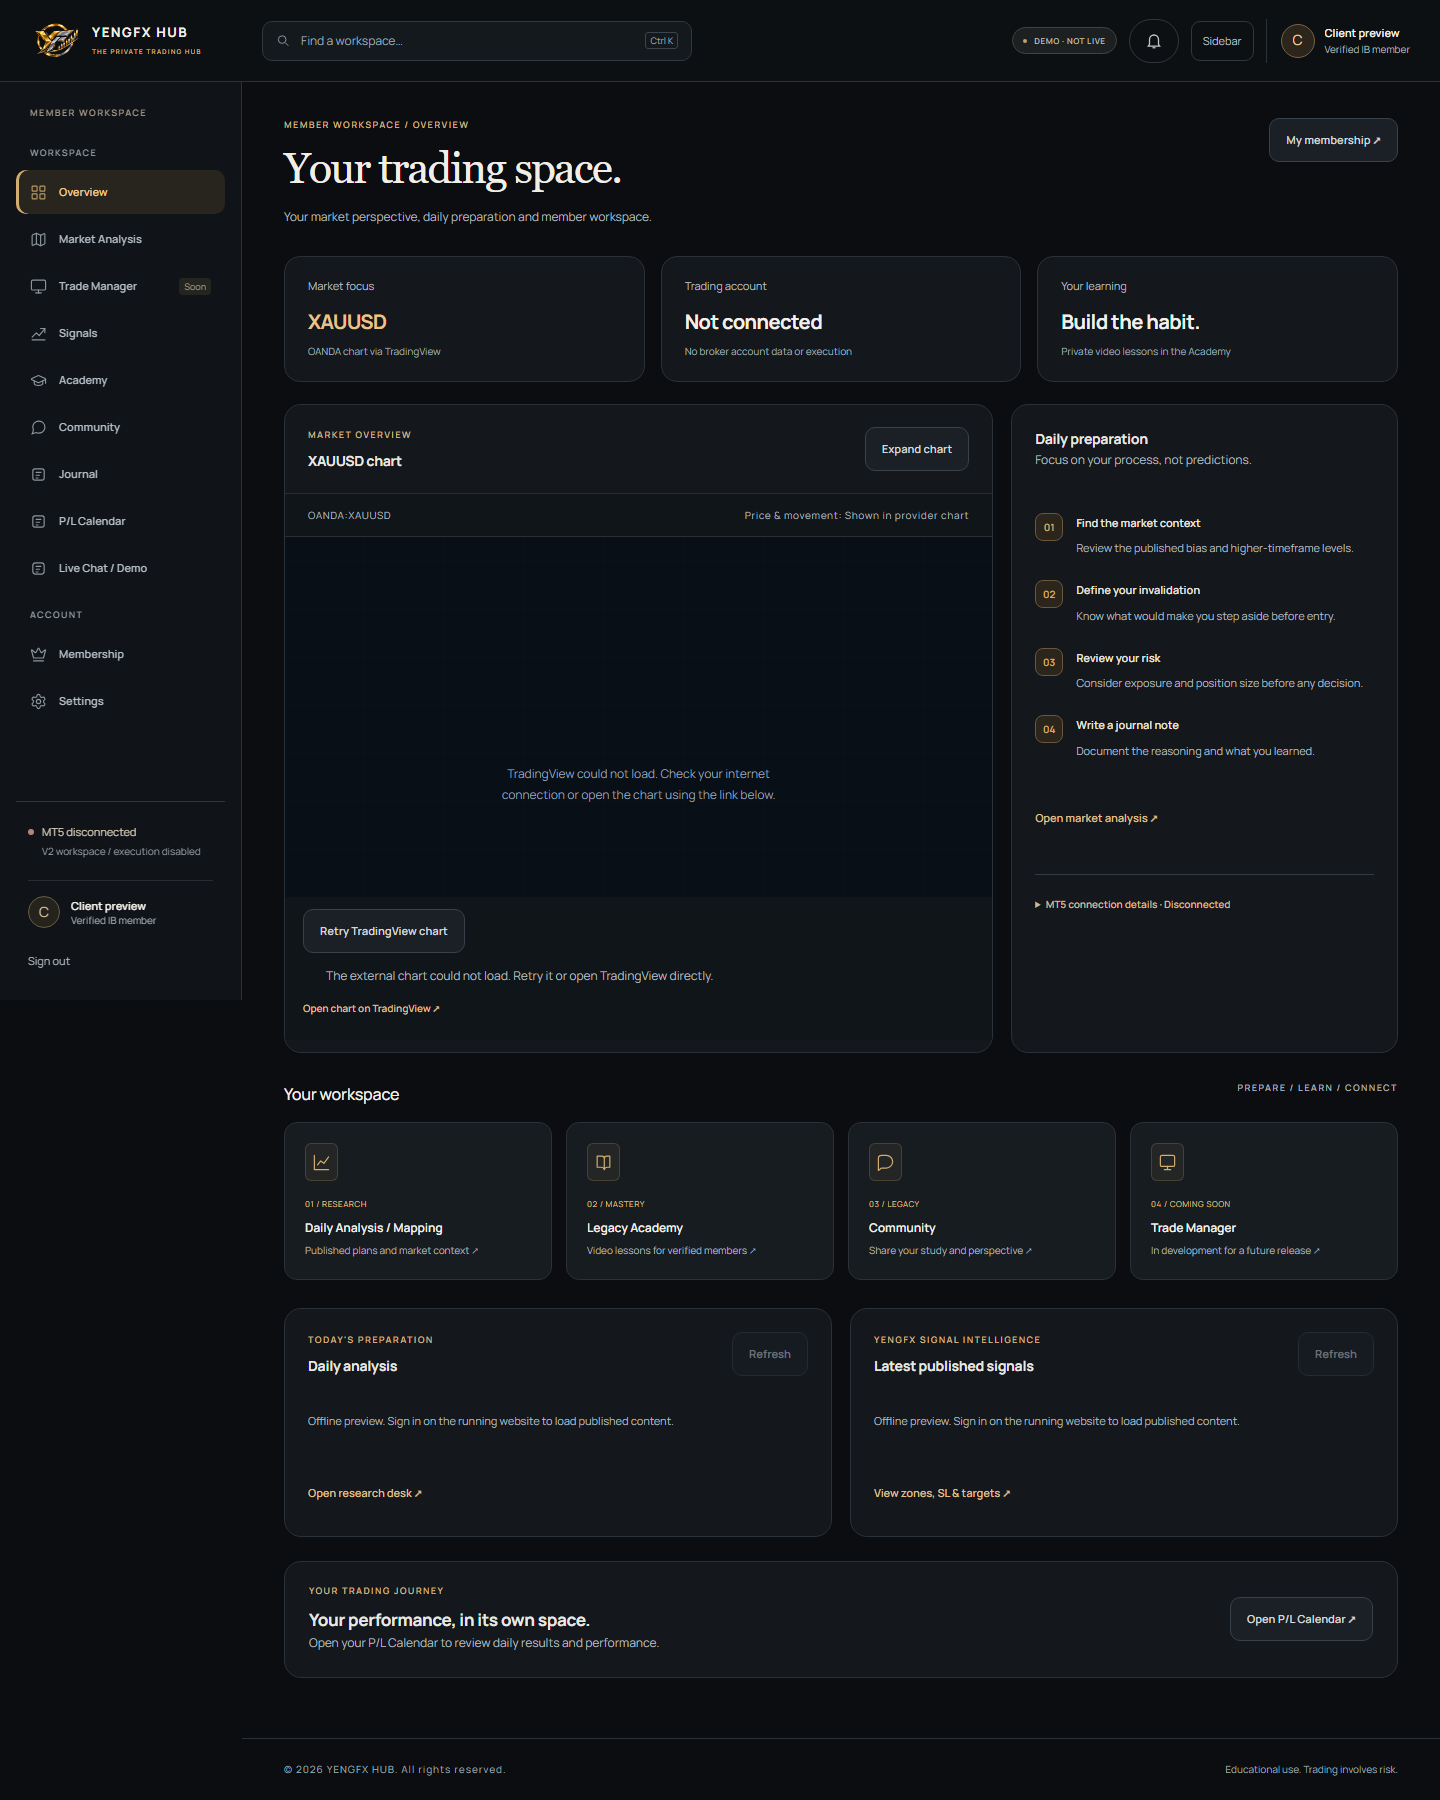 YENGFX HUB
THE PRIVATE TRADING HUB
Find a workspace...
Ctrl K
DEMO · NOT LIVE
Sidebar
C
Client preview
Verified IB member
MEMBER WORKSPACE
WORKSPACE
Overview
Market Analysis
Trade Manager
Soon
Signals
Academy
Community
Journal
P/L Calendar
Live Chat / Demo
ACCOUNT
Membership
Settings
MT5 disconnected
V2 workspace / execution disabled
C
Client preview
Verified IB member
Sign out
MEMBER WORKSPACE / OVERVIEW
Your trading space.
Your market perspective, daily preparation and member workspace.
My membership ↗
Market focus
XAUUSD
OANDA chart via TradingView
Trading account
Not connected
No broker account data or execution
Your learning
Build the habit.
Private video lessons in the Academy
MARKET OVERVIEW
XAUUSD chart
Expand chart
OANDA:XAUUSD
Price & movement: Shown in provider chart
TradingView could not load. Check your internet
connection or open the chart using the link below.
Retry TradingView chart
The external chart could not load. Retry it or open TradingView directly.
Open chart on TradingView ↗
Daily preparation
Focus on your process, not predictions.
01
Find the market context
Review the published bias and higher-timeframe levels.
02
Define your invalidation
Know what would make you step aside before entry.
03
Review your risk
Consider exposure and position size before any decision.
04
Write a journal note
Document the reasoning and what you learned.
Open market analysis ↗
▶ MT5 connection details · Disconnected
Your workspace
PREPARE / LEARN / CONNECT
01 / RESEARCH
Daily Analysis / Mapping
Published plans and market context ↗
02 / MASTERY
Legacy Academy
Video lessons for verified members ↗
03 / LEGACY
Community
Share your study and perspective ↗
04 / COMING SOON
Trade Manager
In development for a future release ↗
TODAY'S PREPARATION
Daily analysis
Refresh
Offline preview. Sign in on the running website to load published content.
Open research desk ↗
YENGFX SIGNAL INTELLIGENCE
Latest published signals
Refresh
Offline preview. Sign in on the running website to load published content.
View zones, SL & targets ↗
YOUR TRADING JOURNEY
Your performance, in its own space.
Open your P/L Calendar to review daily results and performance.
Open P/L Calendar ↗
© 2026 YENGFX HUB. All rights reserved.
Educational use. Trading involves risk.